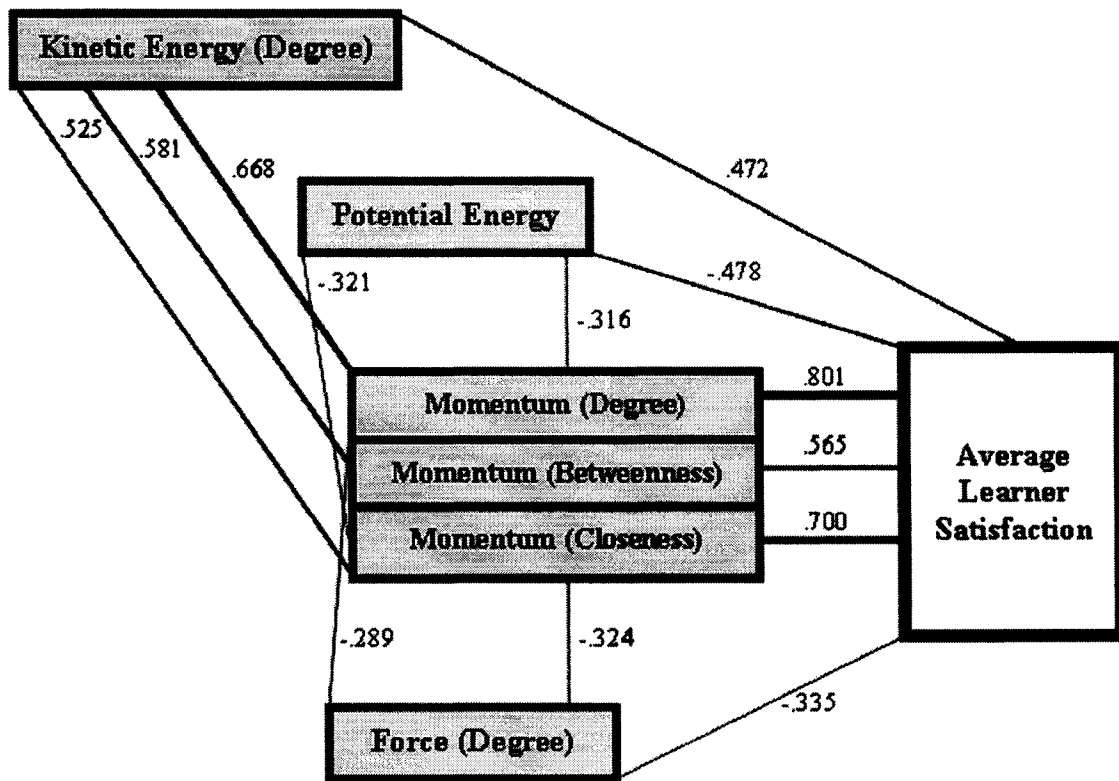 Kinetic Energy (Degree)
.525
.581
.668
.472
Potential Energy
-.321
-.478
-.316
Momentum (Degree)
.801
Momentum (Betweenness)
.565
Momentum (Closeness)
.700
Average
Learner
Satisfaction
-.289
-.324
-.335
Force (Degree)